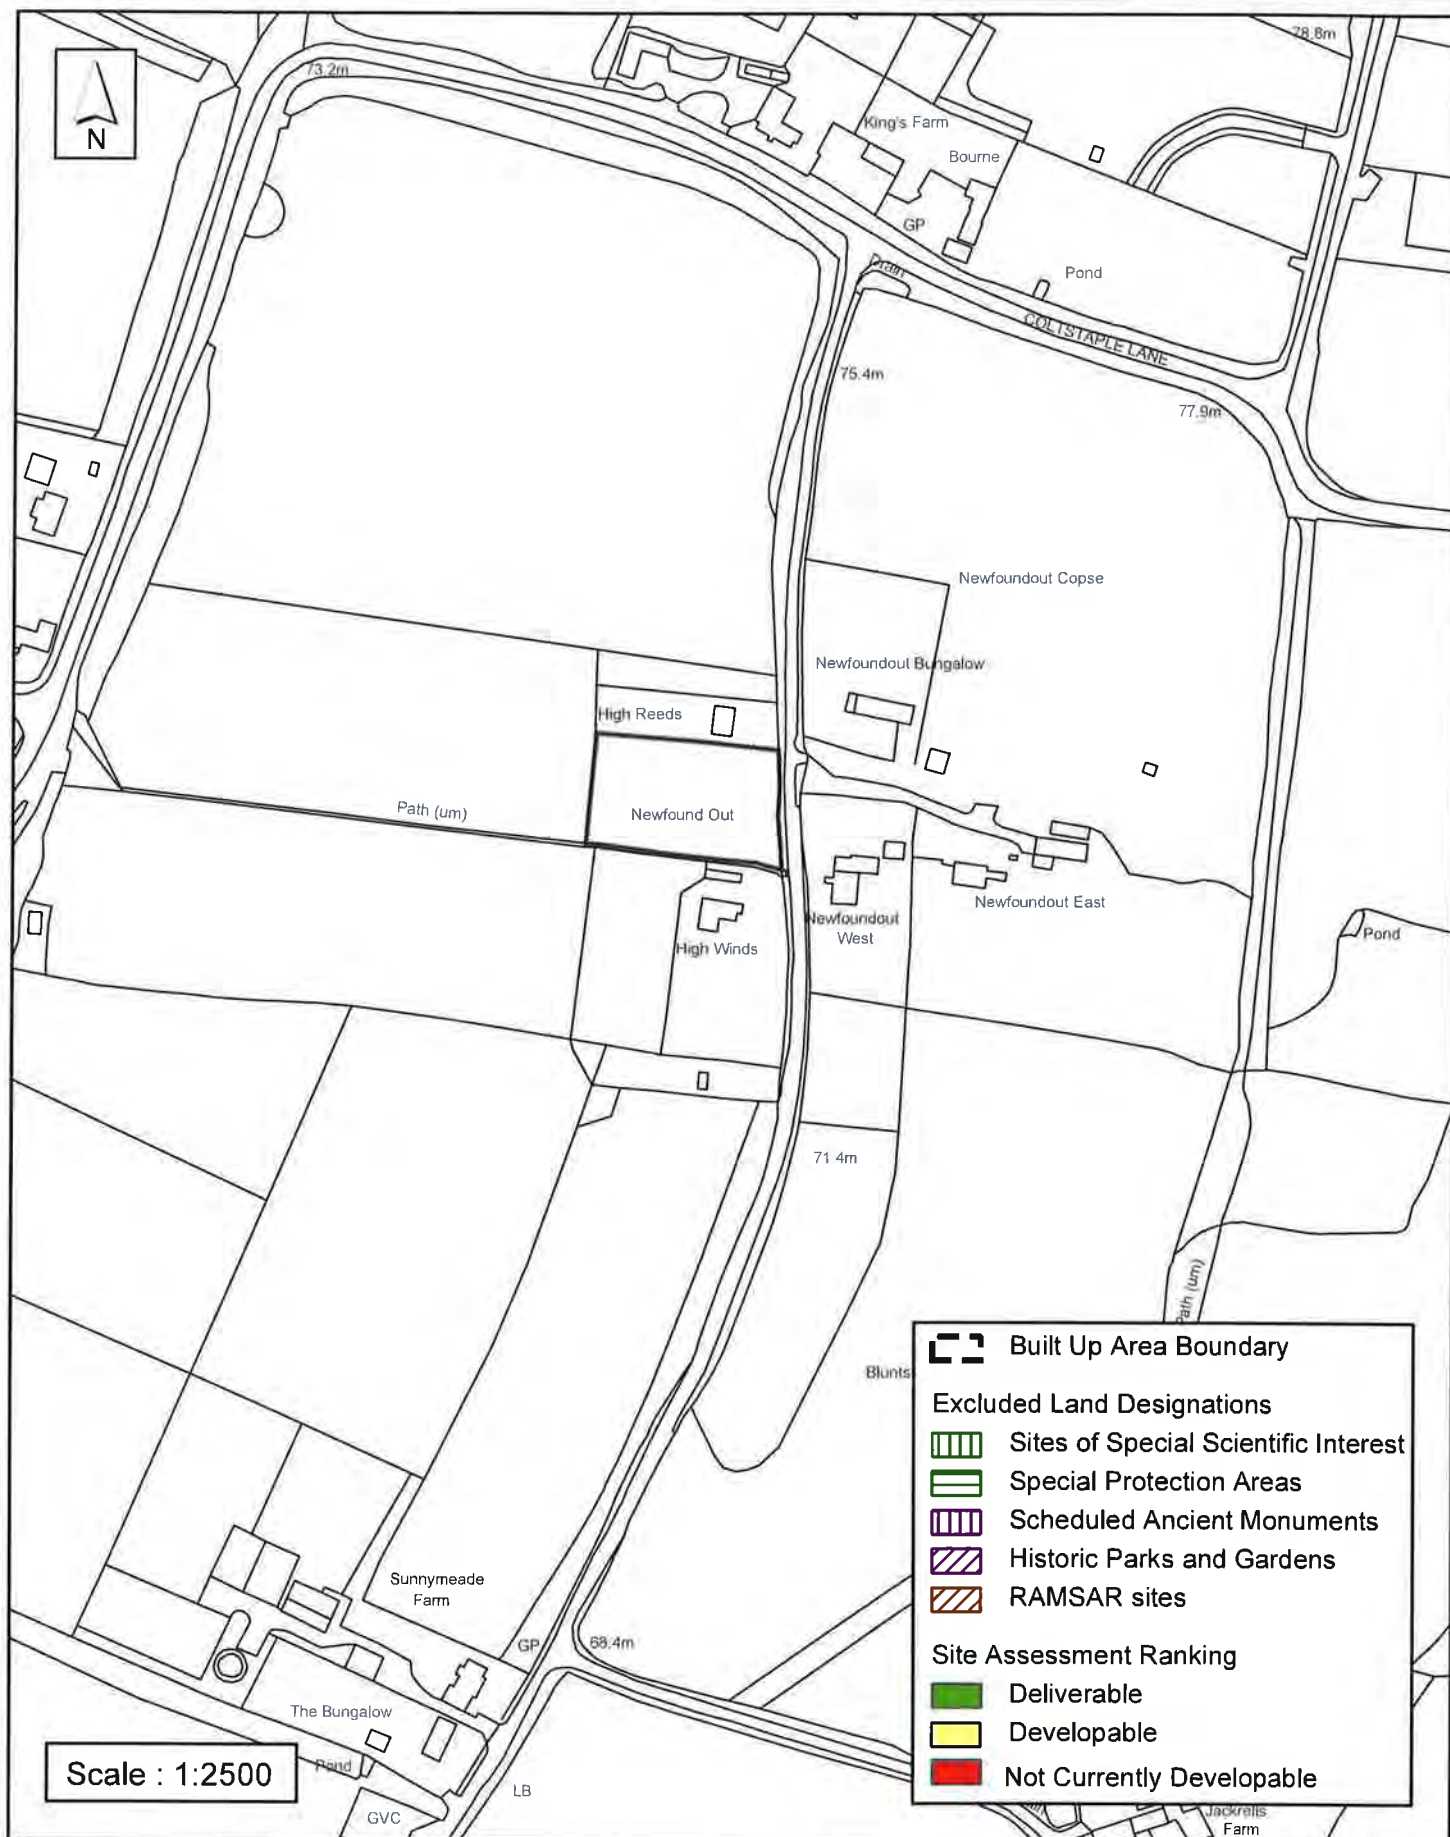 78.8m
73.2m
N
King's Farm
Bourne
GP
Drain
Pond
COLTSTAPLE LANE
75.4m
77.9m
Newfoundout Copse
Newfoundout Bungalow
High Reeds
Path (um)
Newfound Out
Newfoundout East
Newfoundout
West
Pond
High Winds
71 4m
Path (um)
Built Up Area Boundary
Blunts
Excluded Land Designations
Sites of Special Scientific Interest
Special Protection Areas
Scheduled Ancient Monuments
Historic Parks and Gardens
RAMSAR sites
Site Assessment Ranking
Deliverable
Developable
Not Currently Developable
Sunnymeade
Farm
GP
68.4m
The Bungalow
Pond
Scale : 1:2500
LB
GVC
Jackrells
Farm